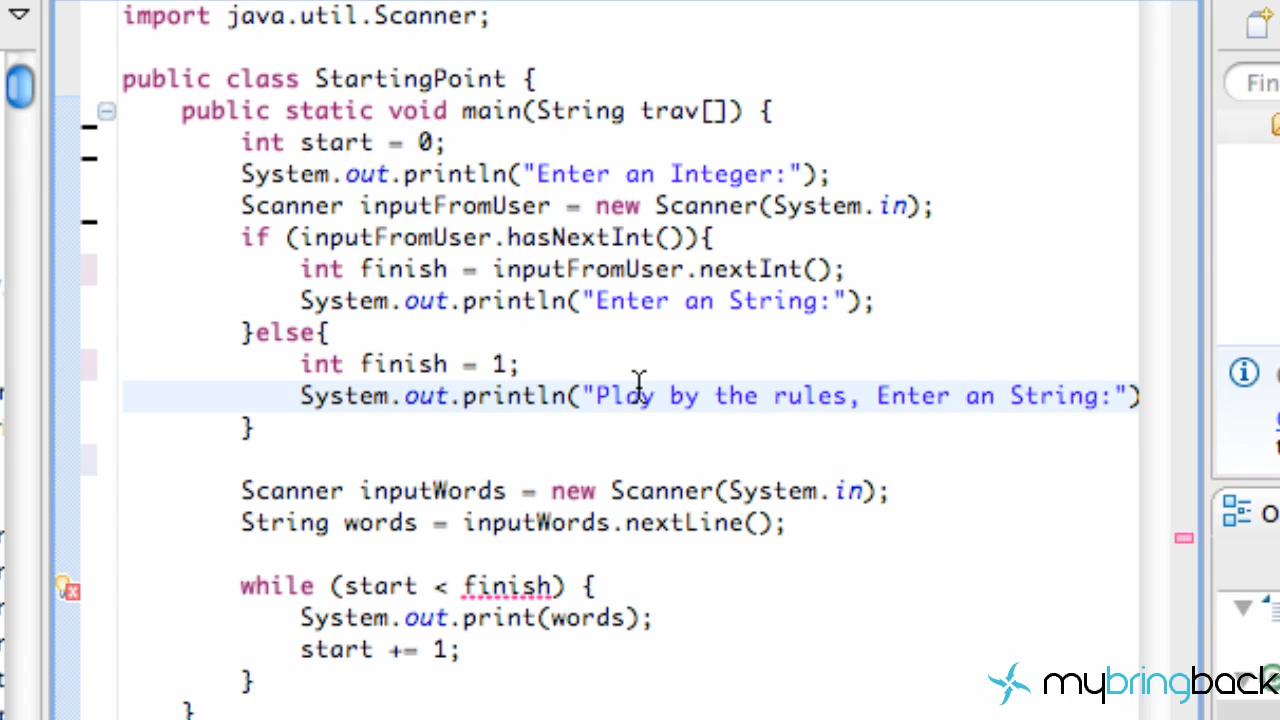 import java.util.Scanner;
public class StartingPoint {
public static void main(String trav[]) {
int start = 0;
System.out.println("Enter an Integer:");
Scanner inputFromUser = new Scanner(System.in);
if (inputFromUser.hasNextInt()){
int finish = inputFromUser.nextInt();
System.out.println("Enter an String:");
}else{
int finish = 1;
System.out.println("Play by the rules, Enter an String:")
}
Scanner inputWords = new Scanner(System.in);
String words = inputWords.nextLine();
while (start < finish) {
System.out.print(words);
start += 1;
}
}
Fin
O
mybringback